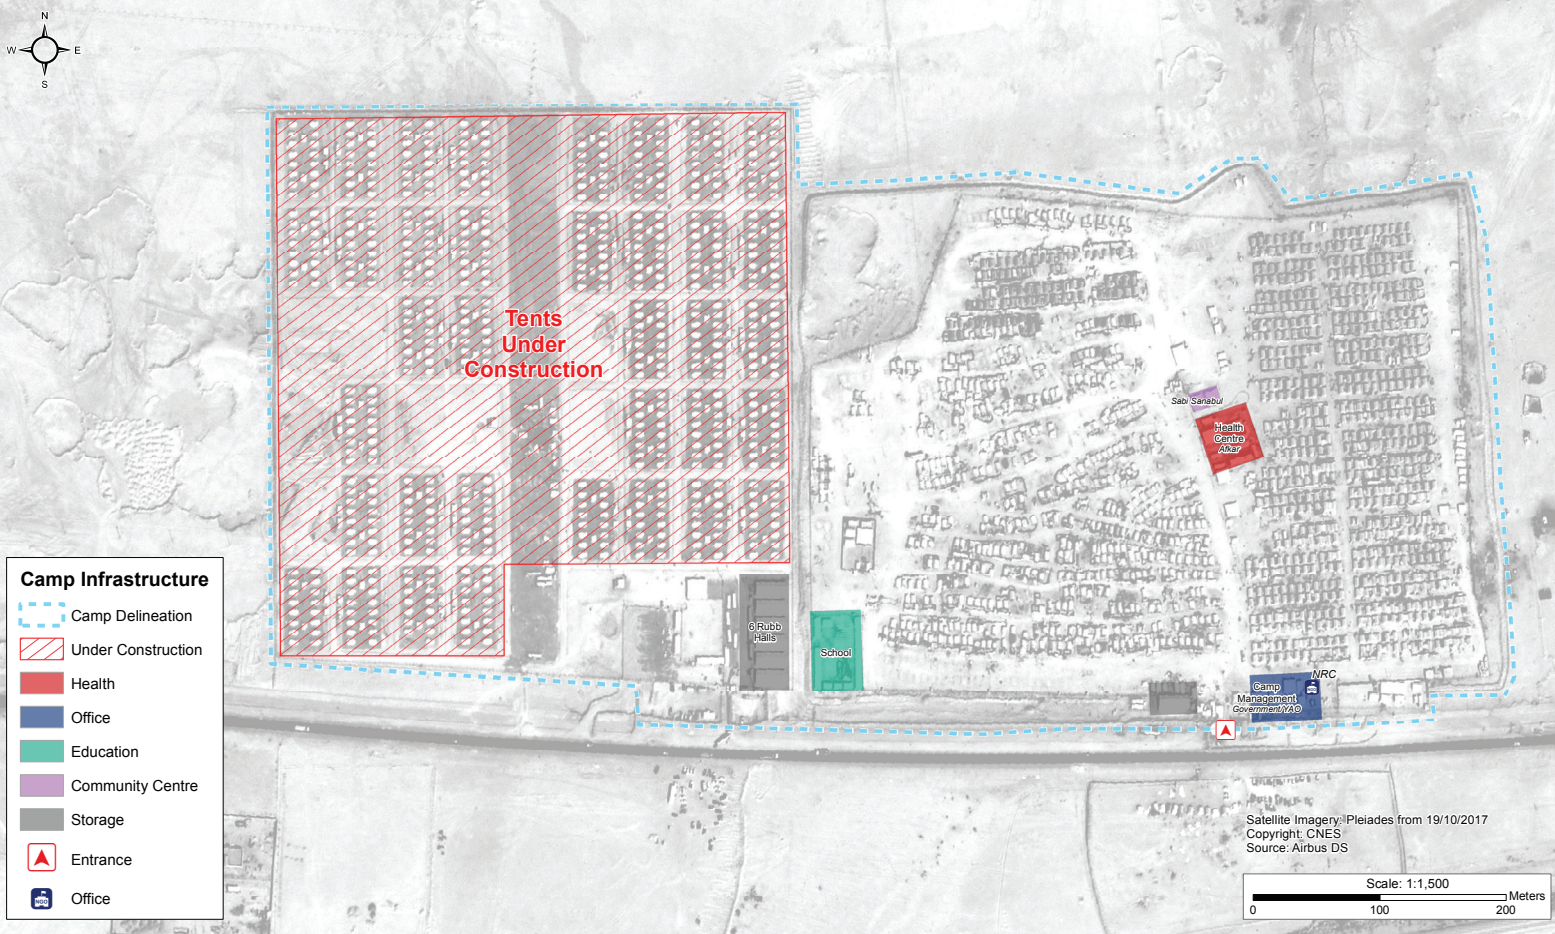 N
W
E
S
Tents
Under
Construction
Sabi Sanabul
Health
Centre
Afkar
6 Rubb
Halls
School
NRC
Camp
Management
Government/YAO
Camp Infrastructure
Camp Delineation
Under Construction
Health
Office
Education
Community Centre
Storage
Entrance
NGO
Office
Satellite Imagery: Pleiades from 19/10/2017
Copyright: CNES
Source: Airbus DS
Scale: 1:1,500
Meters
0 100 200